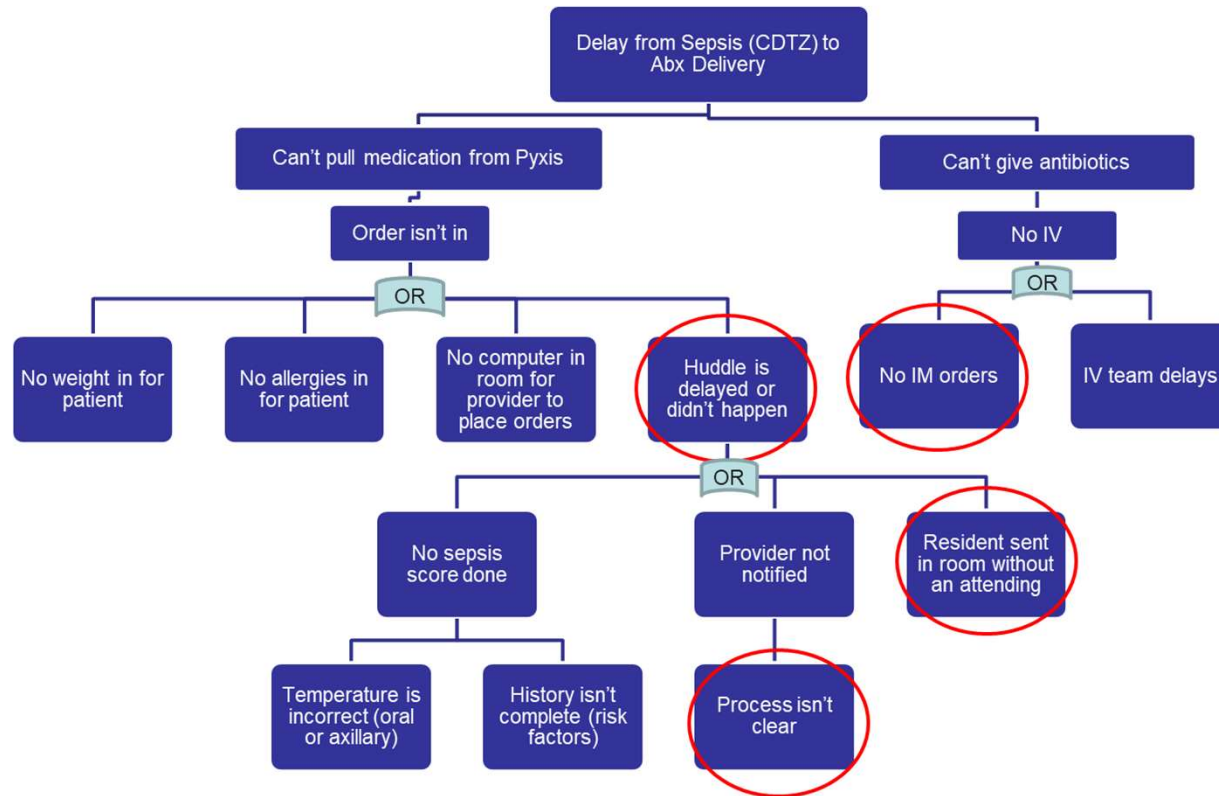 Delay from Sepsis (CDTZ) to
Abx Delivery
Can't pull medication from Pyxis
Can't give antibiotics
Order isn't in
No IV
OR
OR
No weight in for
patient
No allergies in
for patient
No computer in
room for
provider to
place orders
Huddle is
delayed or
didn't happen
No IM orders
IV team delays
OR
No sepsis
score done
Provider not
notified
Resident sent
in room without
an attending
Temperature is
incorrect (oral
or axillary)
History isn't
complete (risk
factors)
Process isn't
clear